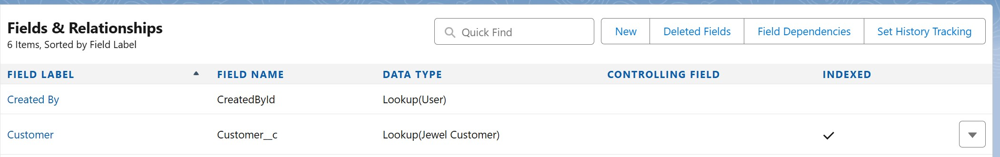 Fields & Relationships
6 Items, Sorted by Field Label
Quick Find
New
Deleted Fields
Field Dependencies
Set History Tracking
FIELD LABEL
FIELD NAME
DATA TYPE
CONTROLLING FIELD
INDEXED
Created By
CreatedById
Lookup(User)
Customer
Customer__c
Lookup(Jewel Customer)